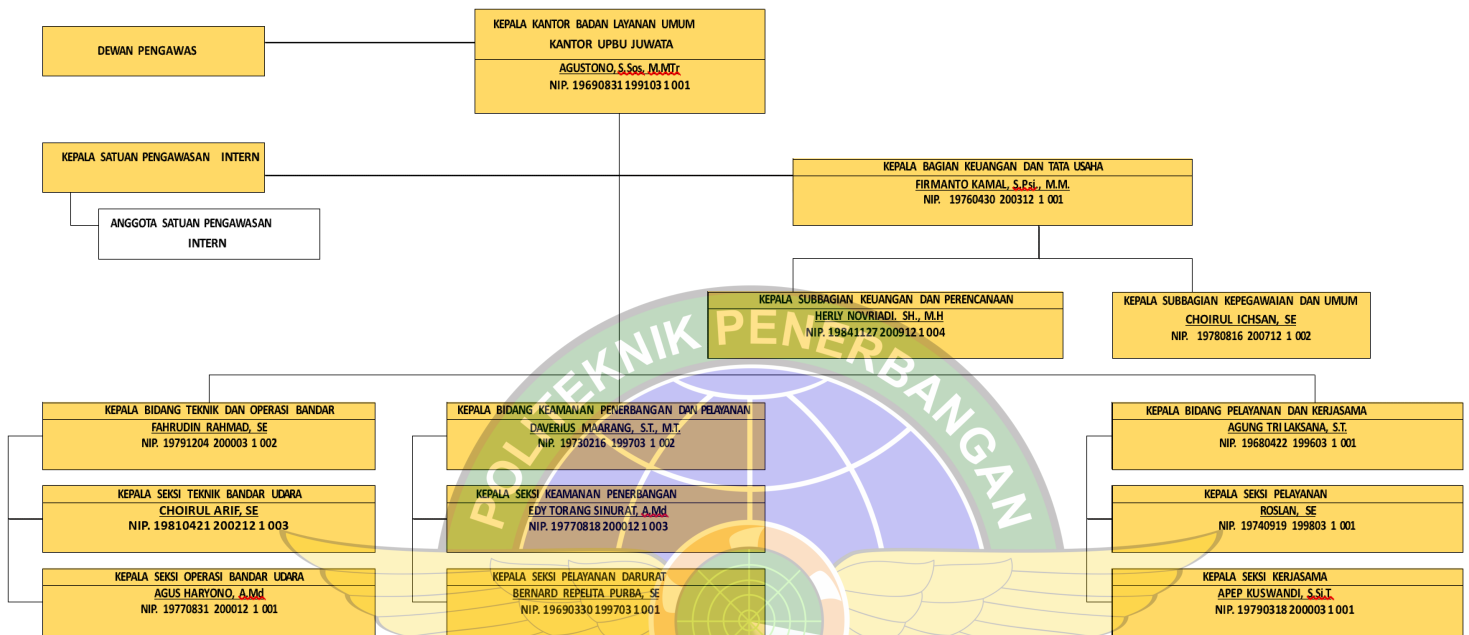 KEPALA KANTOR BADAN LAYANAN UMUM
KANTOR UPBU JUWATA
AGUSTONO, S.Sos, M.MTr
NIP. 19690831 199103 1 001
DEWAN PENGAWAS
KEPALA SATUAN PENGAWASAN INTERN
ANGGOTA SATUAN PENGAWASAN
INTERN
KEPALA BAGIAN KEUANGAN DAN TATA USAHA
FIRMANTO KAMAL, S.Psi., M.M.
NIP. 19760430 200312 1 001
KEPALA SUBBAGIAN KEUANGAN DAN PERENCANAAN
HERLY NOVRIADI. SH., M.H
NIP. 19841127 200912 1 004
KEPALA SUBBAGIAN KEPEGAWAIAN DAN UMUM
CHOIRUL ICHSAN, SE
NIP. 19780816 200712 1 002
POLITEKNIK PENERBANGAN
KEPALA BIDANG TEKNIK DAN OPERASI BANDAR
FAHRUDIN RAHMAD, SE
NIP. 19791204 200003 1 002
KEPALA SEKSI TEKNIK BANDAR UDARA
CHOIRUL ARIF, SE
NIP. 19810421 200212 1 003
KEPALA SEKSI OPERASI BANDAR UDARA
AGUS HARYONO, A.Md
NIP. 19770831 200012 1 001
KEPALA BIDANG KEAMANAN PENERBANGAN DAN PELAYANAN
DAVERIUS MAARANG, S.T., M.T.
NIP. 19730216 199703 1 002
KEPALA SEKSI KEAMANAN PENERBANGAN
EDY TORANG SINURAT, A.Md
NIP. 19770818 200012 1 003
KEPALA SEKSI PELAYANAN DARURAT
BERNARD REPELITA PURBA, SE
NIP. 19690330 199703 1 001
KEPALA BIDANG PELAYANAN DAN KERJASAMA
AGUNG TRI LAKSANA, S.T.
NIP. 19680422 199603 1 001
KEPALA SEKSI PELAYANAN
ROSLAN, SE
NIP. 19740919 199803 1 001
KEPALA SEKSI KERJASAMA
APEP KUSWANDI, S.Si.T.
NIP. 19790318 200003 1 001